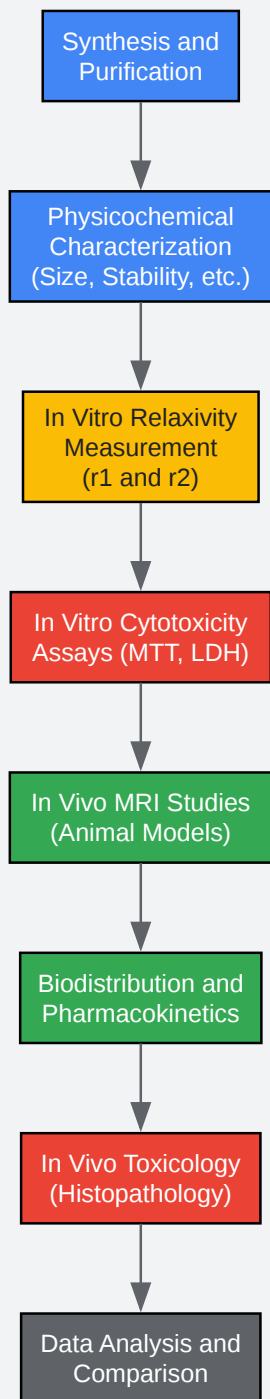 Synthesis and
Purification
Physicochemical
Characterization
(Size, Stability, etc.)
In Vitro Relaxivity
Measurement
(r1 and r2)
In Vitro Cytotoxicity
Assays (MTT, LDH)
In Vivo MRI Studies
(Animal Models)
Biodistribution and
Pharmacokinetics
In Vivo Toxicology
(Histopathology)
Data Analysis and
Comparison